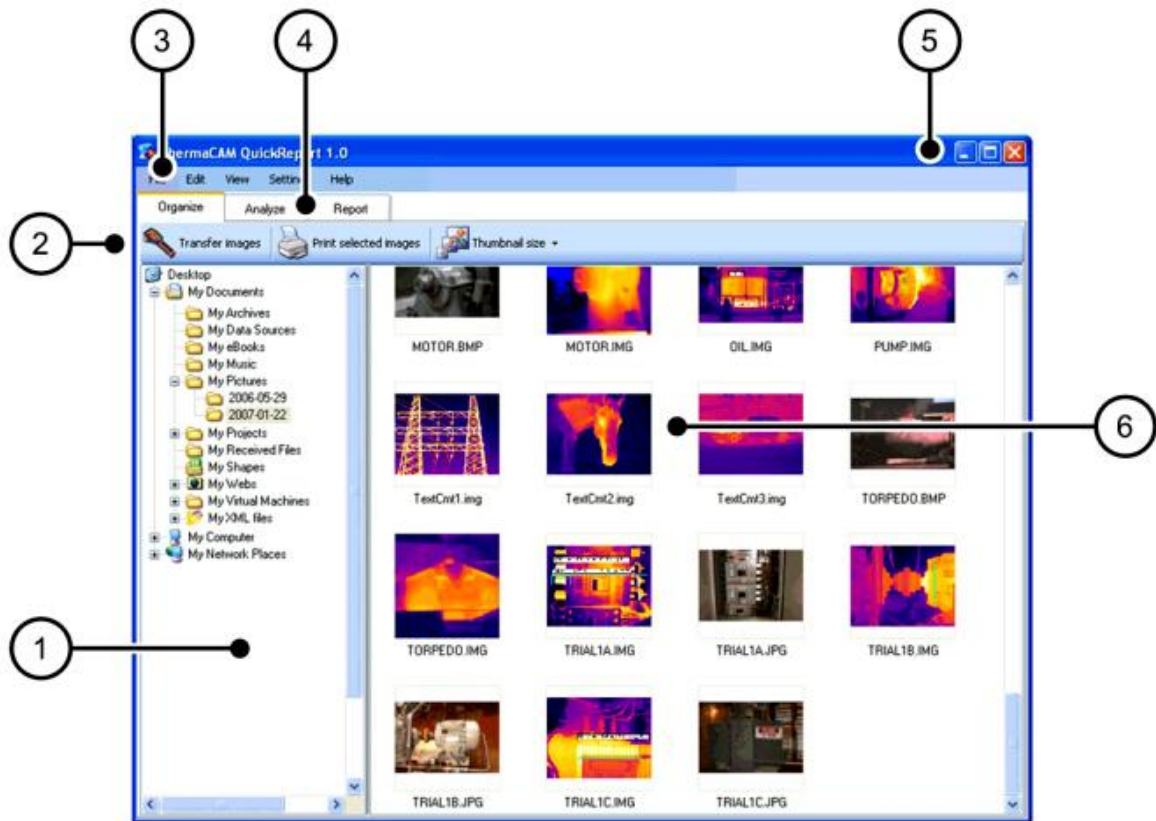 3
4
5
ThermaCAM QuickReport 1.0
Edit View Settings Help
Organize Analyze Report
2
Transfer images Print selected images Thumbnail size
Desktop
My Documents
My Archives
My Data Sources
My eBooks
My Music
My Pictures
2006-05-29
2007-01-22
My Projects
My Received Files
My Shapes
My Webs
My Virtual Machines
My XML files
My Computer
My Network Places
1
MOTOR.BMP MOTOR.IMG OIL.IMG PUMP.IMG
TextCmt1.img TextCmt2.img TextCmt3.img TORPEDO.BMP
6
TORPEDO.IMG TRIAL1A.IMG TRIAL1A.JPG TRIAL1B.IMG
TRIAL1B.JPG TRIAL1C.IMG TRIAL1C.JPG